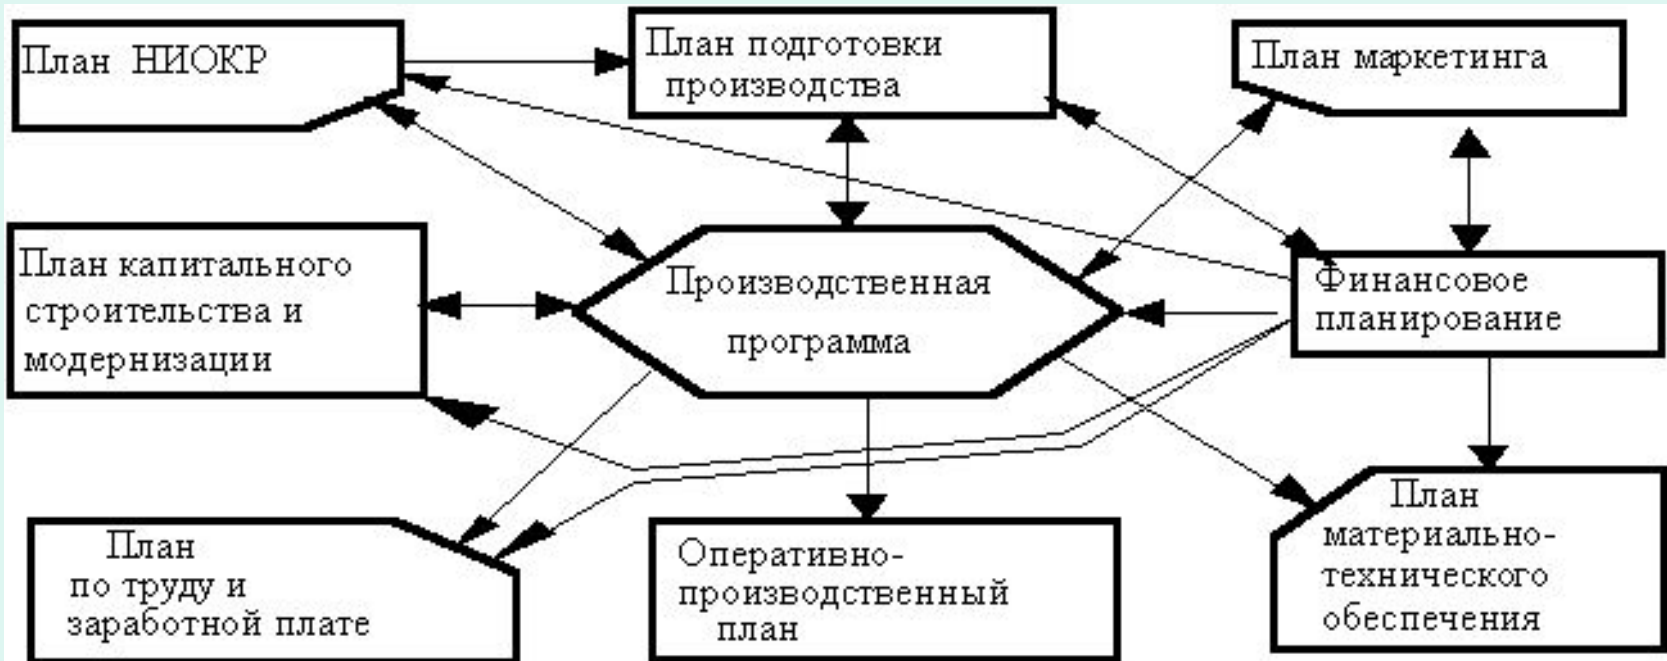 План НИОКР
План подготовки
производства
План маркетинга
План капитального
строительства и
модернизации
Производственная
программа
Финансовое
планирование
План
по труду и
заработной плате
Оперативно-
производственный
план
План
материально-
технического
обеспечения